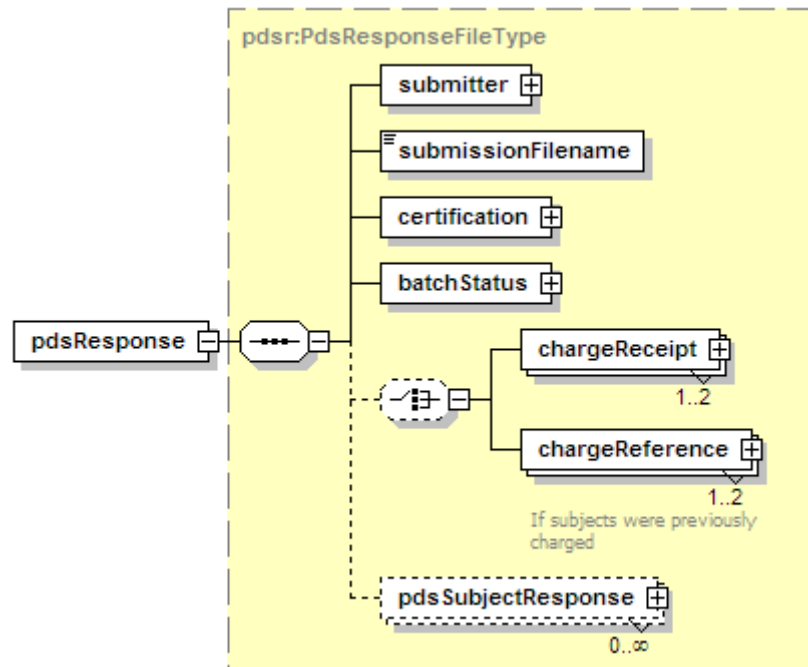 pdsr:PdsResponseFileType
submitter
submissionFilename
certification
batchStatus
pdsResponse
chargeReceipt
1..2
chargeReference
1..2
If subjects were previously
charged
pdsSubjectResponse
0..∞